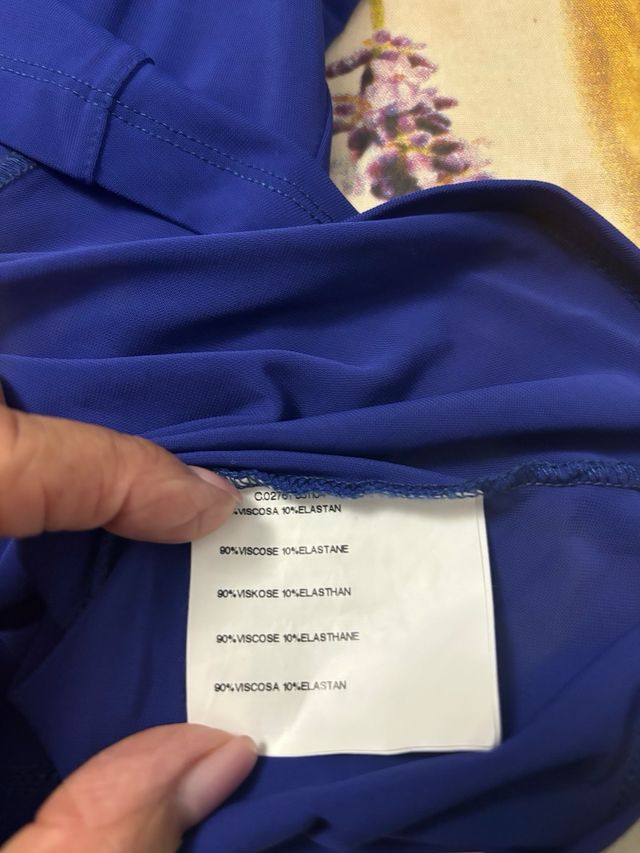 %VISCOSA 10%ELASTAN
90%VISCOSE 10%ELASTANE
90%VISKOSE 10%ELASTHAN
90%VISCOSE 10%ELASTHANE
90%VISCOSA 10%ELASTAN